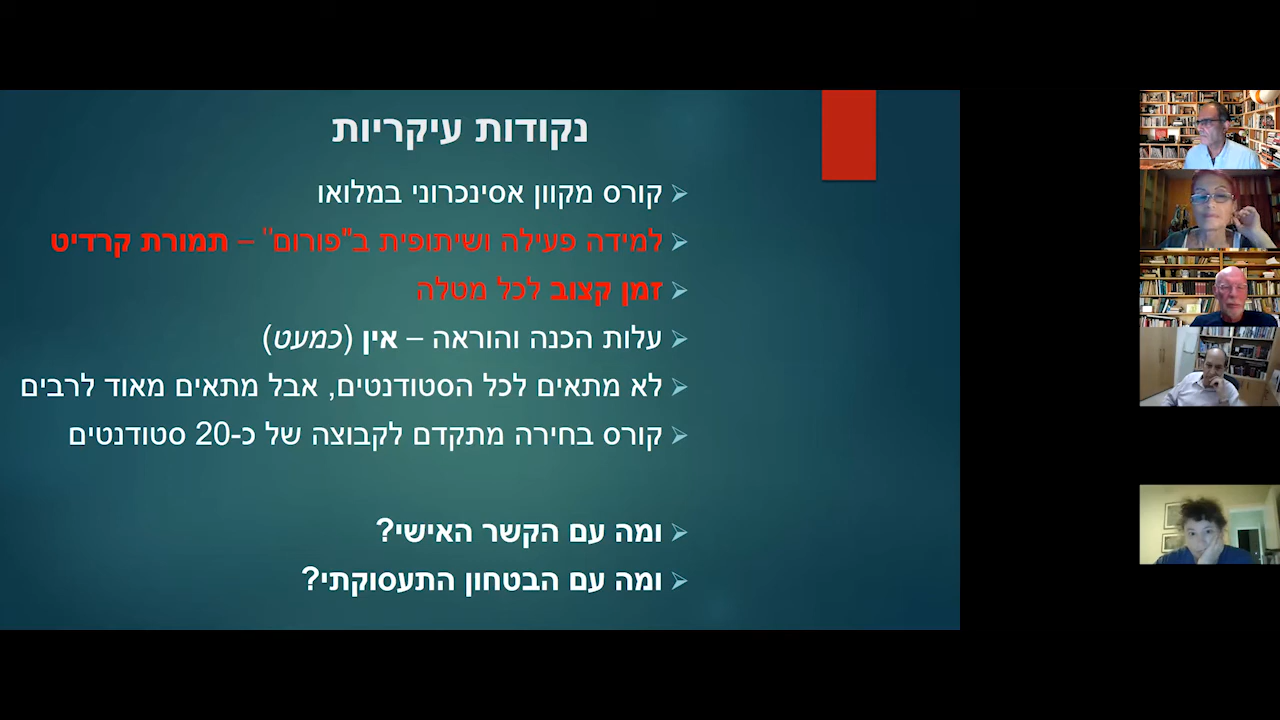 נקודות עיקריות
קורס מקוון אסינכרוני במלואו
למידה פעילה ושיתופית ב"פורום" – תמורת קרדיט
זמן קצוב לכל מטלה
עלות הכנה והוראה – אין (כמעט)
לא מתאים לכל הסטודנטים, אבל מתאים מאוד לרבים
קורס בחירה מתקדם לקבוצה של כ-20 סטודנטים
ומה עם הקשר האישי?
ומה עם הבטחון התעסוקתי?